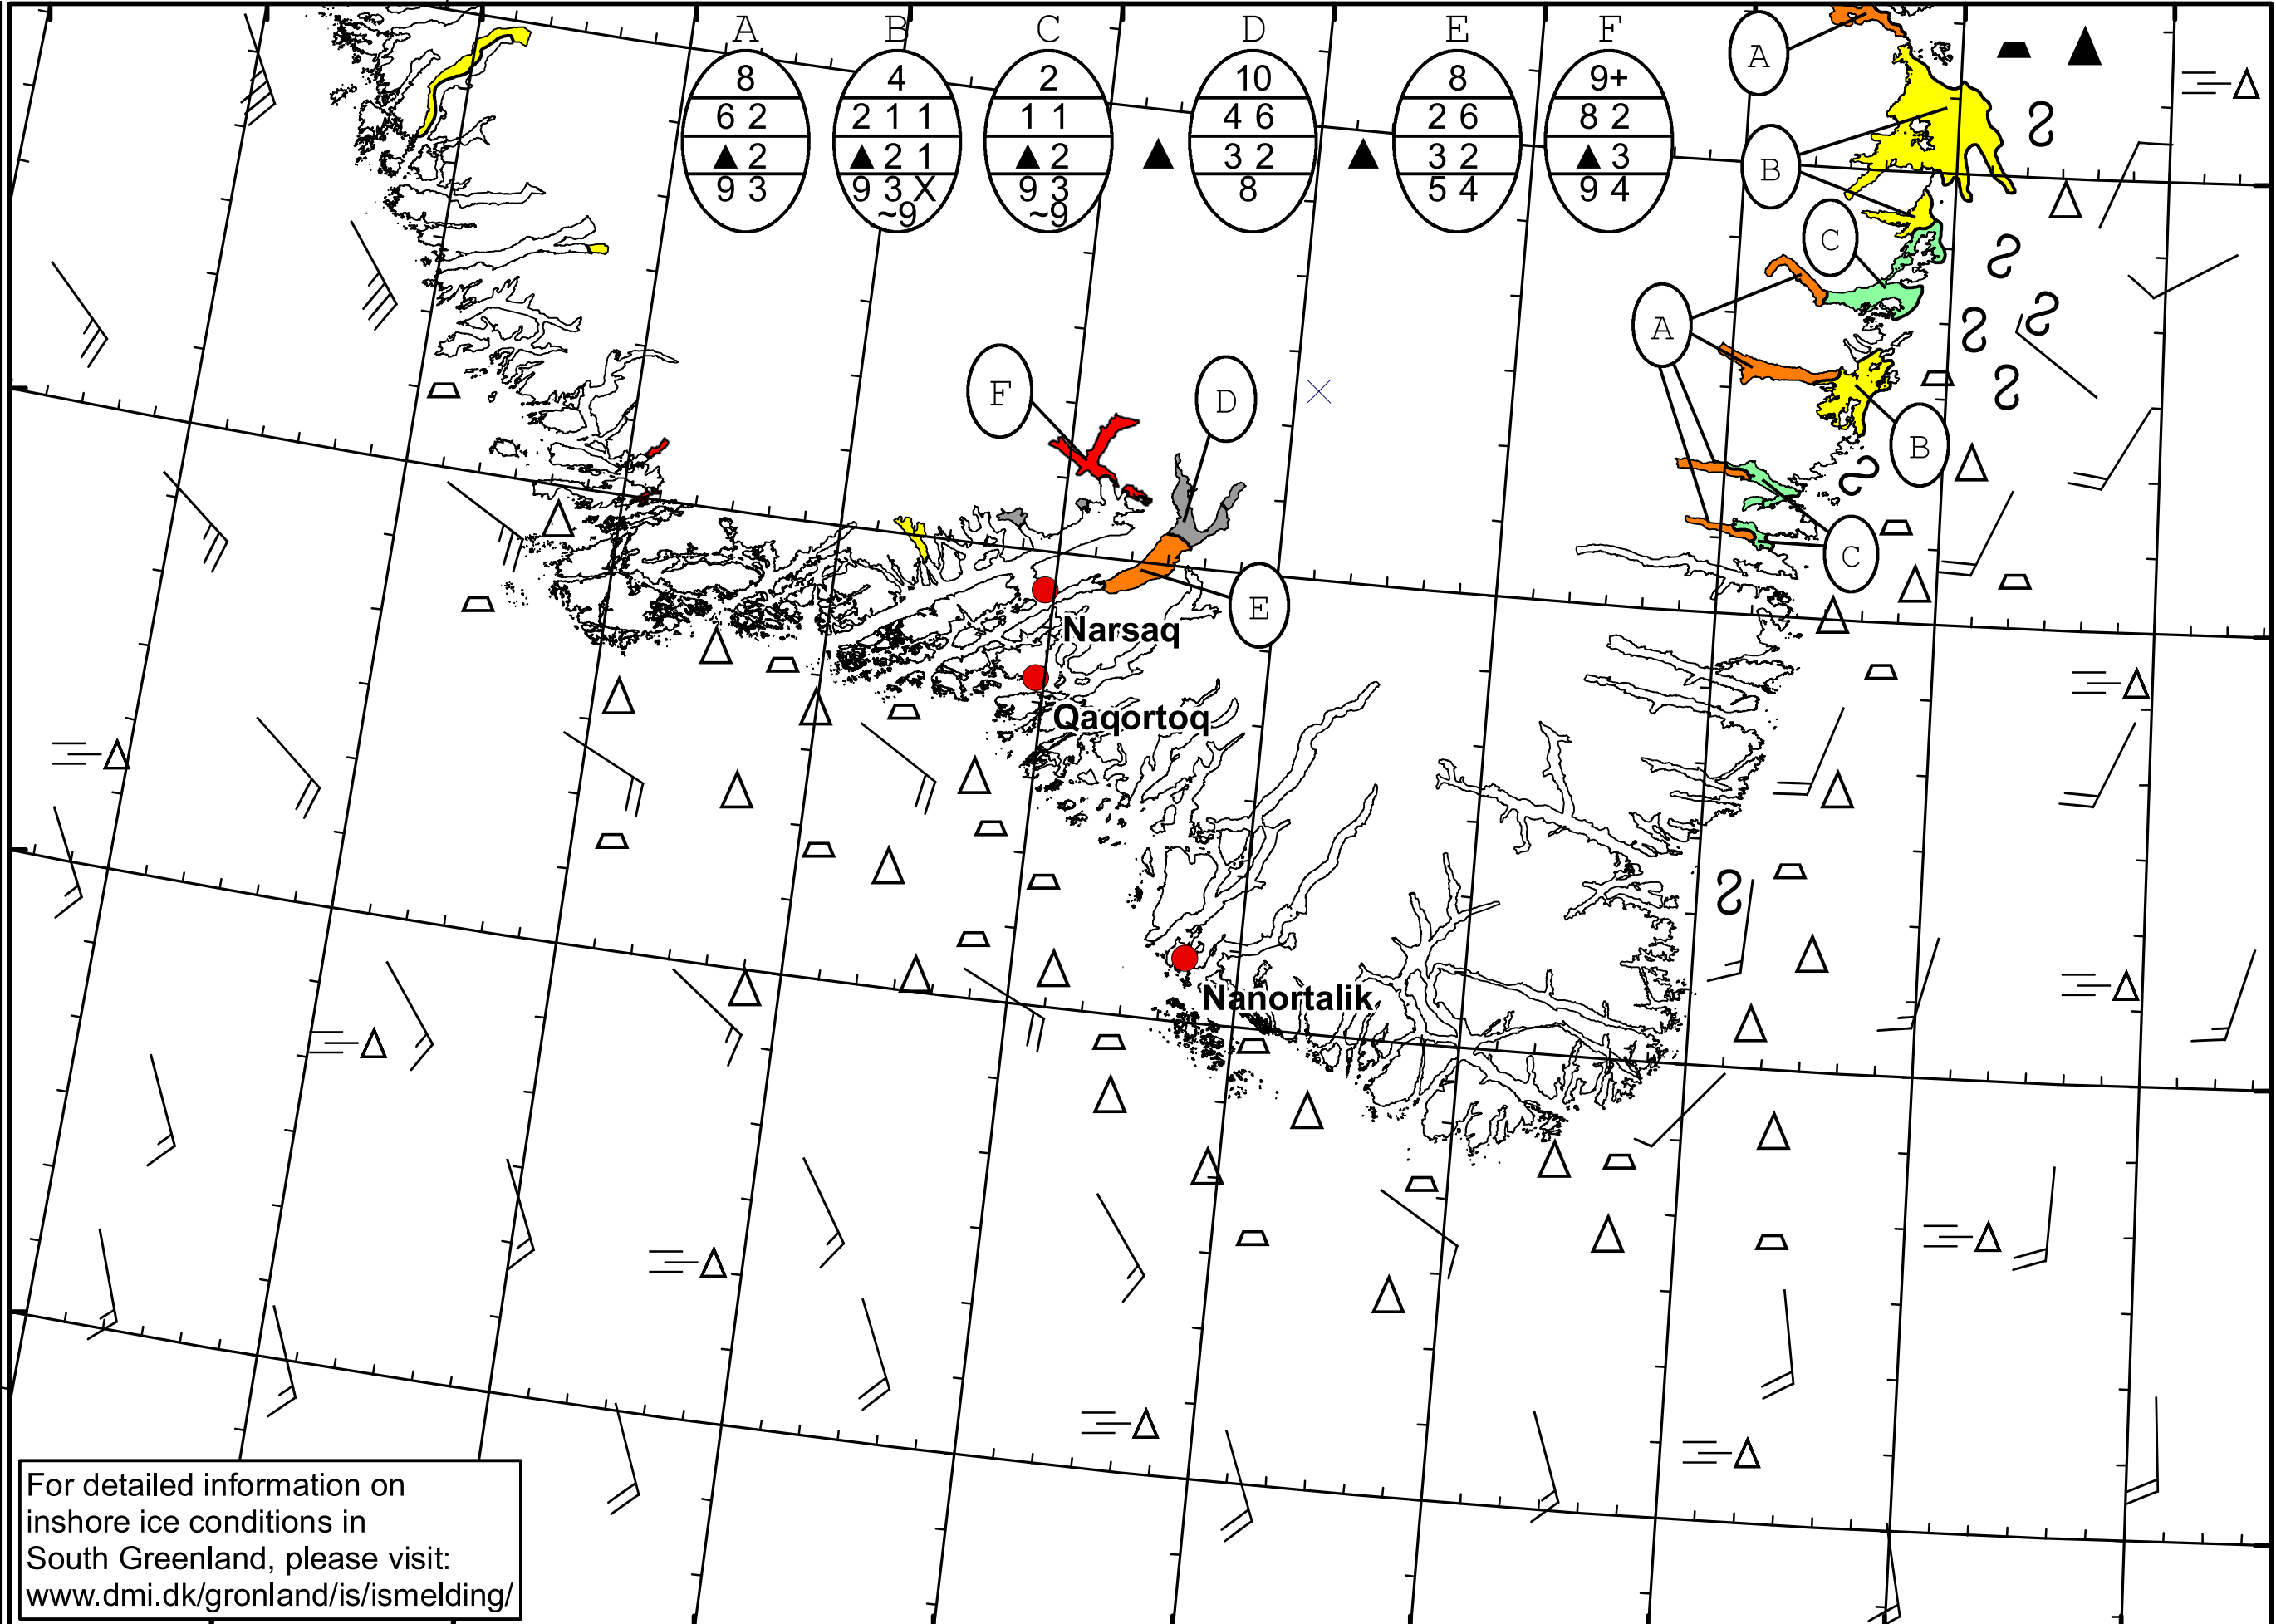 A B C D E F
8 4 2 10 8 9+
6 2 2 1 1 1 1 4 6 2 6 8 2
▲ 2 ▲ 2 1 ▲ 2 ▲ 3 2 ▲ 3 2 ▲ 3
9 3 9 3 X 9 3 8 5 4 9 4
~9 ~9
A
B
C
A
F
D
B
C
E
Narsaq
Qaqortoq
Nanortalik
For detailed information on
inshore ice conditions in
South Greenland, please visit:
www.dmi.dk/gronland/is/ismelding/